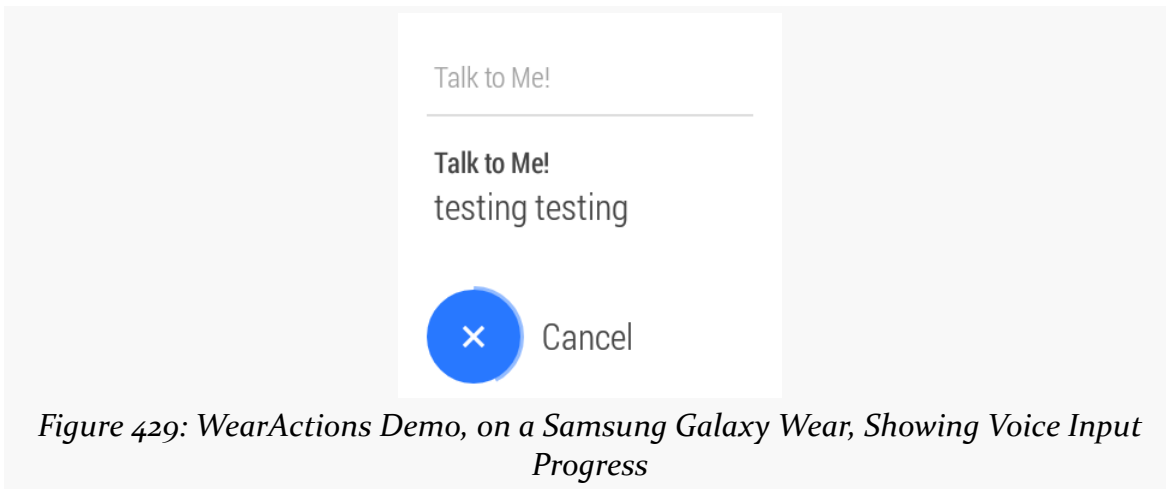 Talk to Me!
Talk to Me!
testing testing
Cancel
Figure 429: WearActions Demo, on a Samsung Galaxy Wear, Showing Voice Input
Progress